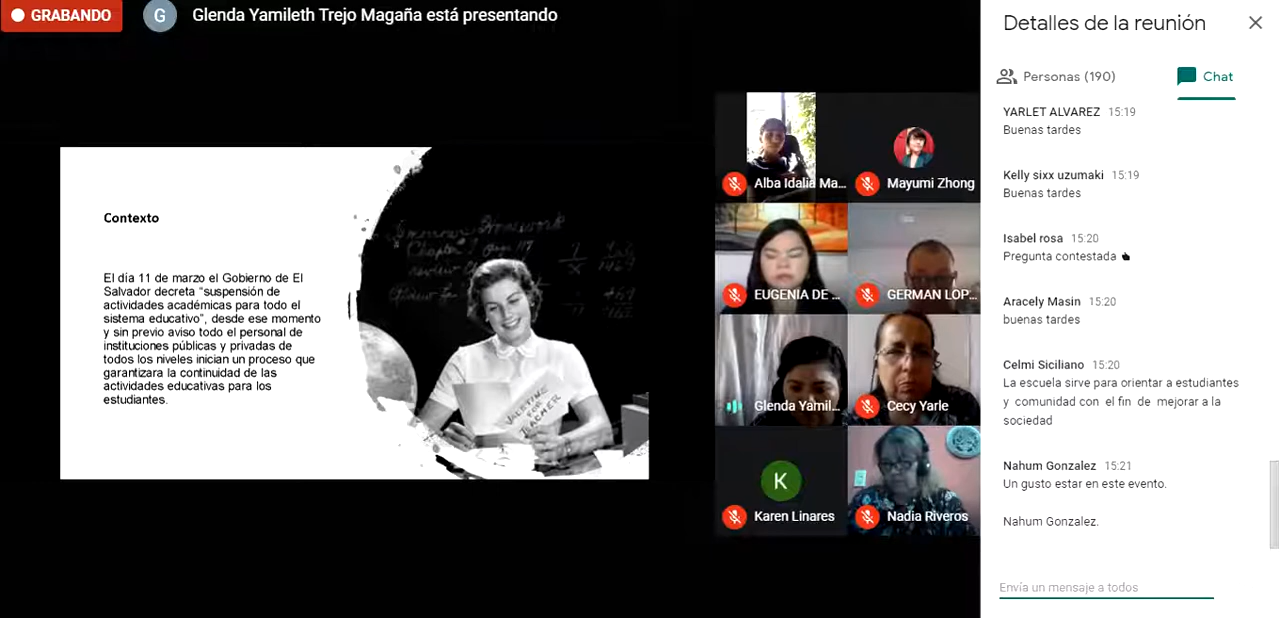 GRABANDO
G
Glenda Yamileth Trejo Magaña está presentando
Contexto
El día 11 de marzo el Gobierno de El
Salvador decreta “suspensión de
actividades académicas para todo el
sistema educativo”, desde ese momento
y sin previo aviso todo el personal de
instituciones públicas y privadas de
todos los niveles inician un proceso que
garantizara la continuidad de las
actividades educativas para los
estudiantes.
VALENTINE
FOR
TEACHER
Alba Idalia Ma...
Mayumi Zhong
EUGENIA DE ...
GERMAN LOP...
Glenda Yamil...
Cecy Yarle
K
Karen Linares
Nadia Riveros
Detalles de la reunión
Personas (190)
Chat
YARLET ALVAREZ 15:19
Buenas tardes
Kelly sixx uzumaki 15:19
Buenas tardes
Isabel rosa 15:20
Pregunta contestada
Aracely Masin 15:20
buenas tardes
Celmi Siciliano 15:20
La escuela sirve para orientar a estudiantes
y comunidad con el fin de mejorar a la
sociedad
Nahum Gonzalez 15:21
Un gusto estar en este evento.
Nahum Gonzalez.
Envía un mensaje a todos